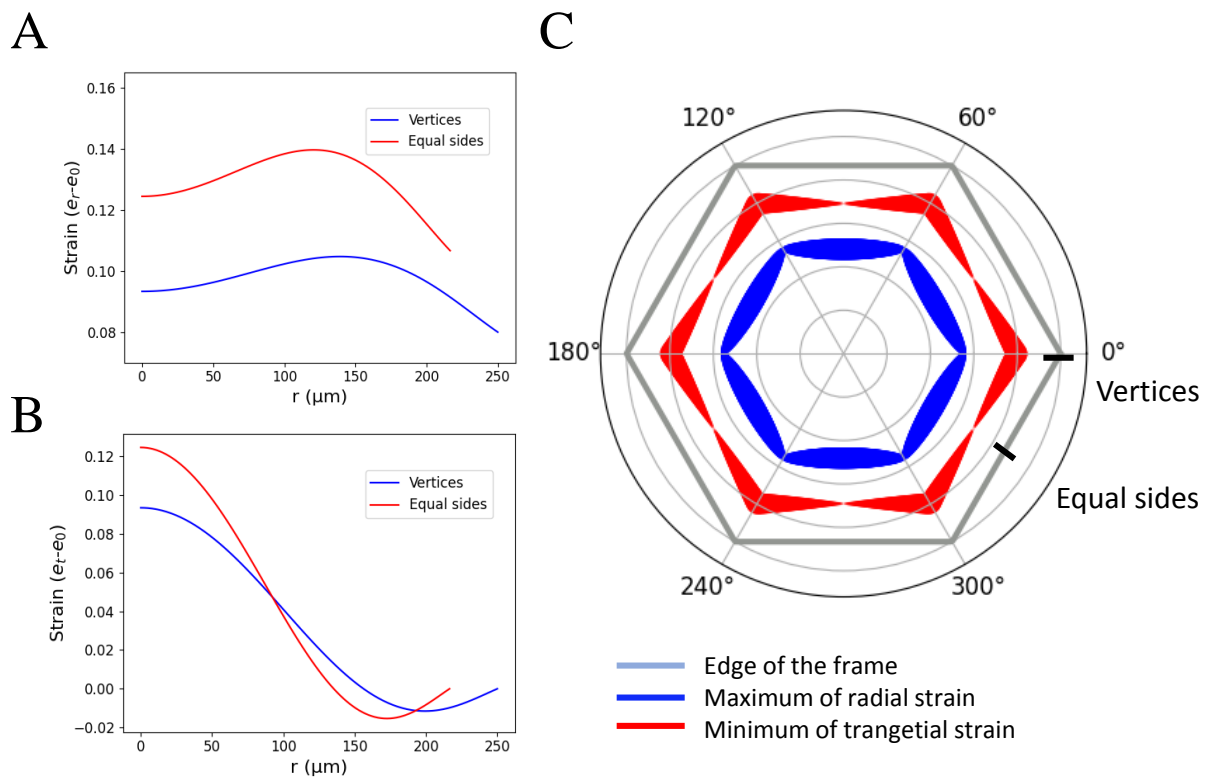 A
0.16
0.14
0.12
0.10
0.08
Strain (e_r-e_0)
Vertices
Equal sides
0 50 100 150 200 250
r (μm)
B
0.12
0.10
0.08
0.06
0.04
0.02
0.00
−0.02
Strain (e_t-e_0)
Vertices
Equal sides
0 50 100 150 200 250
r (μm)
C
120° 60°
180° 0°
Vertices
Equal sides
240° 300°
Edge of the frame
Maximum of radial strain
Minimum of trangetial strain